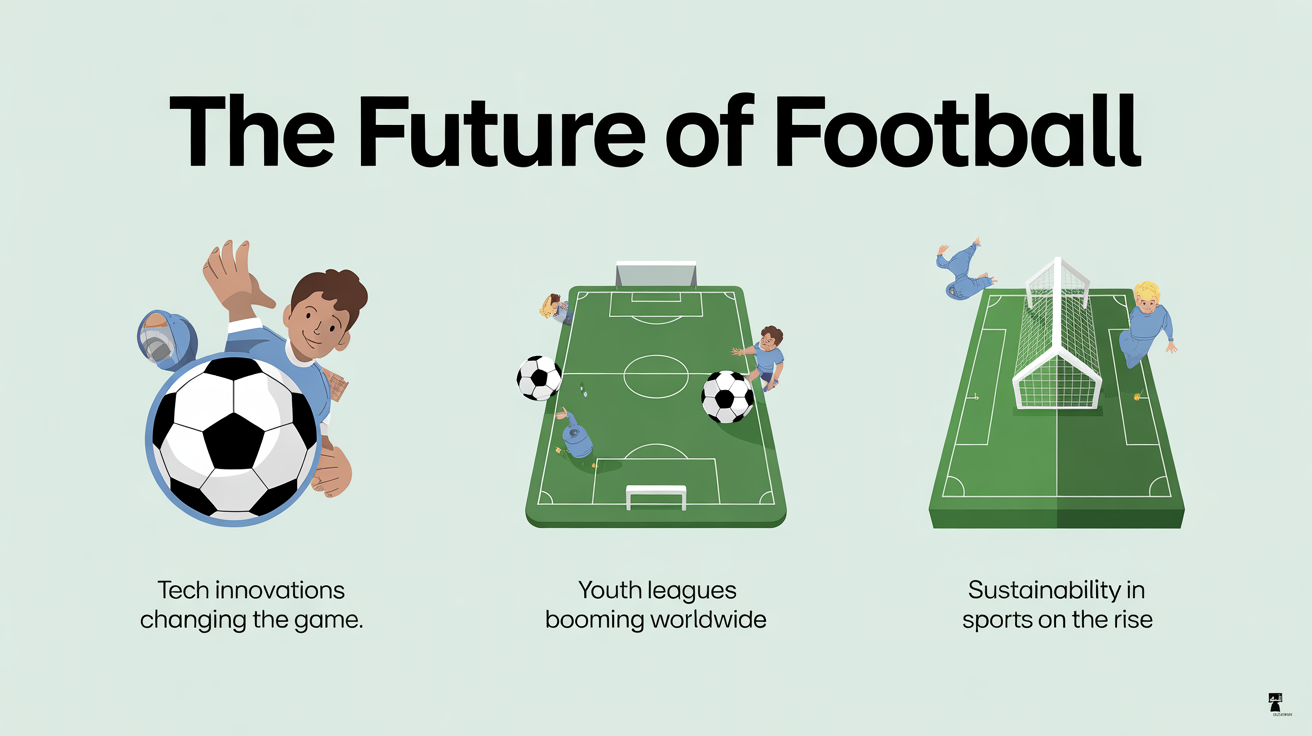 The Future of Football
Tech innovations
changing the game.
Youth leagues
booming worldwide
Sustainability in
sports on the rise